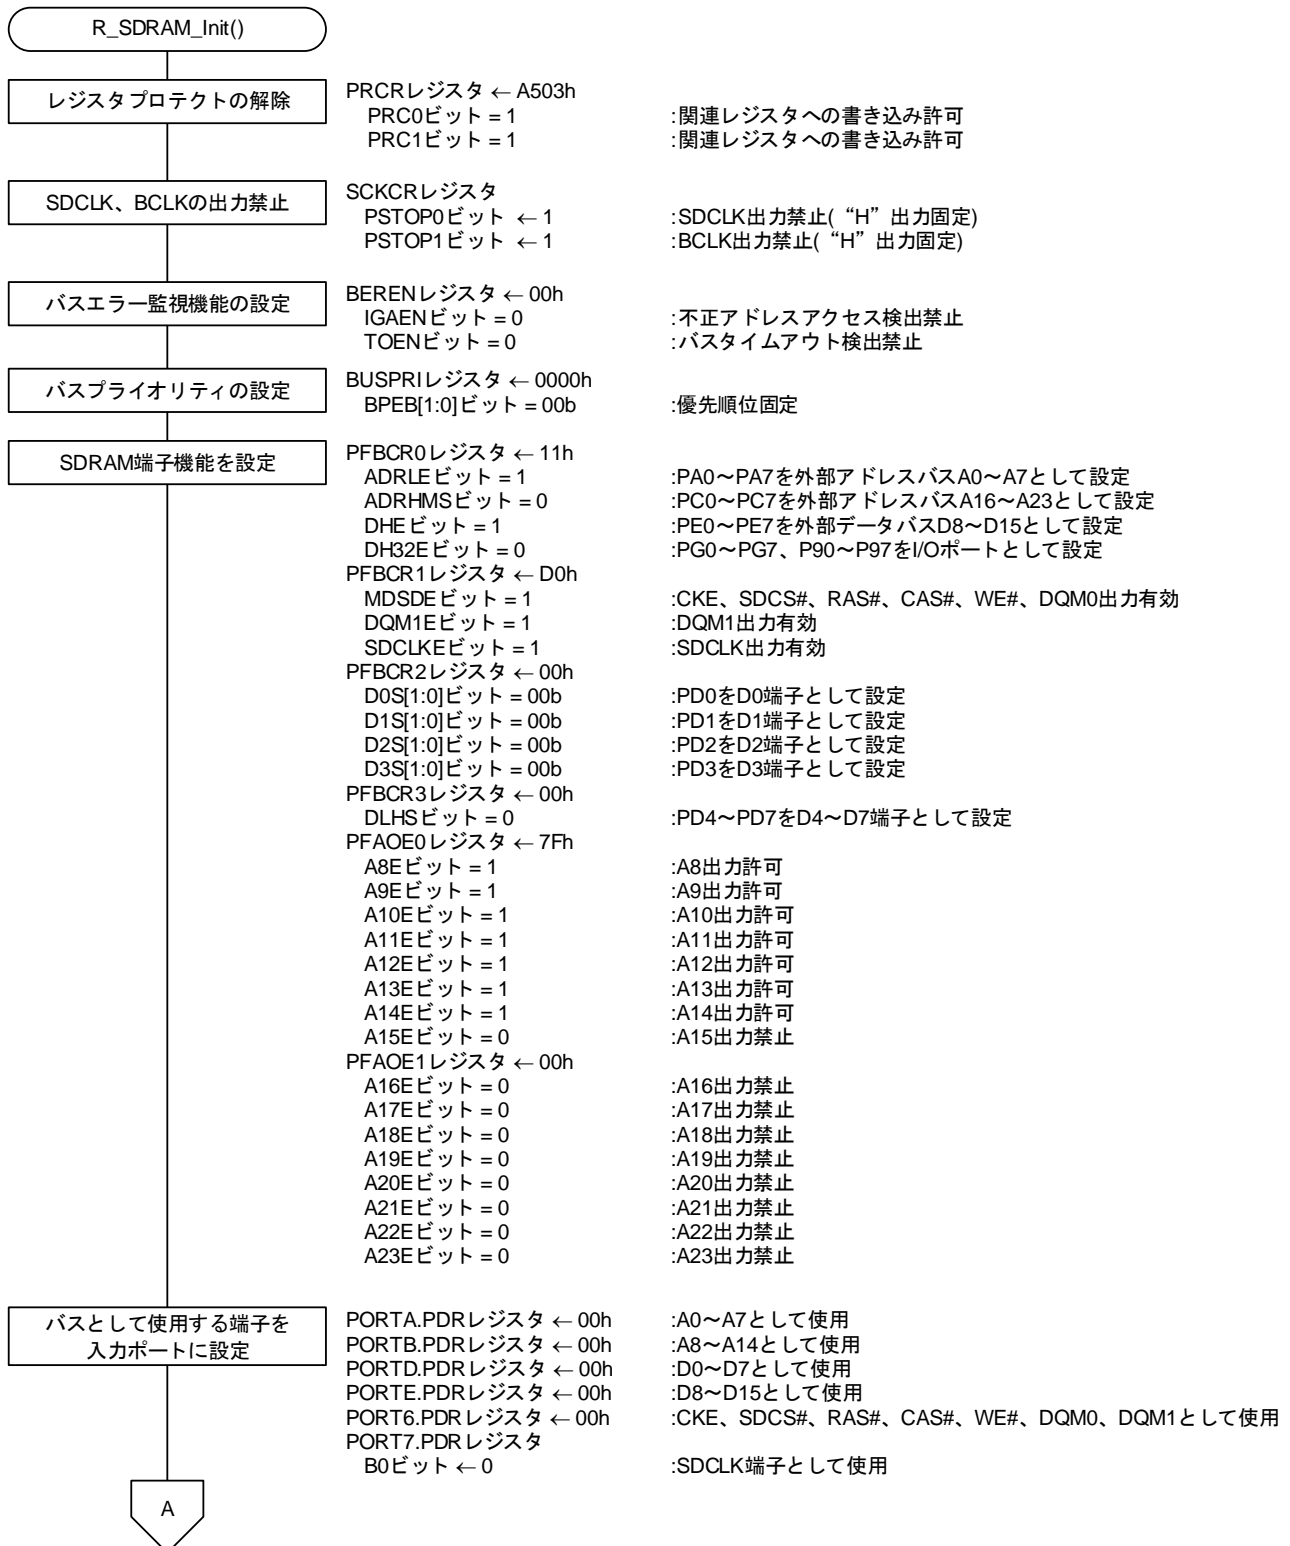 R_SDRAM_Init()
レジスタプロテクトの解除
PRCRレジスタ ← A503h
PRC0ビット = 1 :関連レジスタへの書き込み許可
PRC1ビット = 1 :関連レジスタへの書き込み許可
SDCLK、BCLKの出力禁止
SCKCRレジスタ
PSTOP0ビット ← 1 :SDCLK出力禁止(“H”出力固定)
PSTOP1ビット ← 1 :BCLK出力禁止(“H”出力固定)
バスエラー監視機能の設定
BERENレジスタ ← 00h
IGAENビット = 0 :不正アドレスアクセス検出禁止
TOENビット = 0 :バスタイムアウト検出禁止
バスプライオリティの設定
BUSPRIレジスタ ← 0000h
BPEB[1:0]ビット = 00b :優先順位固定
SDRAM端子機能を設定
PFBCR0レジスタ ← 11h
ADRLEビット = 1 :PA0～PA7を外部アドレスバスA0～A7として設定
ADRHMSビット = 0 :PC0～PC7を外部アドレスバスA16～A23として設定
DHEビット = 1 :PE0～PE7を外部データバスD8～D15として設定
DH32Eビット = 0 :PG0～PG7、P90～P97をI/Oポートとして設定
PFBCR1レジスタ ← D0h
MDSDEビット = 1 :CKE、SDCS#、RAS#、CAS#、WE#、DQM0出力有効
DQM1Eビット = 1 :DQM1出力有効
SDCLKEビット = 1 :SDCLK出力有効
PFBCR2レジスタ ← 00h
D0S[1:0]ビット = 00b :PD0をD0端子として設定
D1S[1:0]ビット = 00b :PD1をD1端子として設定
D2S[1:0]ビット = 00b :PD2をD2端子として設定
D3S[1:0]ビット = 00b :PD3をD3端子として設定
PFBCR3レジスタ ← 00h
DLHSビット = 0 :PD4～PD7をD4～D7端子として設定
PFAOE0レジスタ ← 7Fh
A8Eビット = 1 :A8出力許可
A9Eビット = 1 :A9出力許可
A10Eビット = 1 :A10出力許可
A11Eビット = 1 :A11出力許可
A12Eビット = 1 :A12出力許可
A13Eビット = 1 :A13出力許可
A14Eビット = 1 :A14出力許可
A15Eビット = 0 :A15出力禁止
PFAOE1レジスタ ← 00h
A16Eビット = 0 :A16出力禁止
A17Eビット = 0 :A17出力禁止
A18Eビット = 0 :A18出力禁止
A19Eビット = 0 :A19出力禁止
A20Eビット = 0 :A20出力禁止
A21Eビット = 0 :A21出力禁止
A22Eビット = 0 :A22出力禁止
A23Eビット = 0 :A23出力禁止
バスとして使用する端子を
入力ポートに設定
PORTA.PDRレジスタ ← 00h :A0～A7として使用
PORTB.PDRレジスタ ← 00h :A8～A14として使用
PORTD.PDRレジスタ ← 00h :D0～D7として使用
PORTE.PDRレジスタ ← 00h :D8～D15として使用
PORT6.PDRレジスタ ← 00h :CKE、SDCS#、RAS#、CAS#、WE#、DQM0、DQM1として使用
PORT7.PDRレジスタ
B0ビット ← 0 :SDCLK端子として使用
A